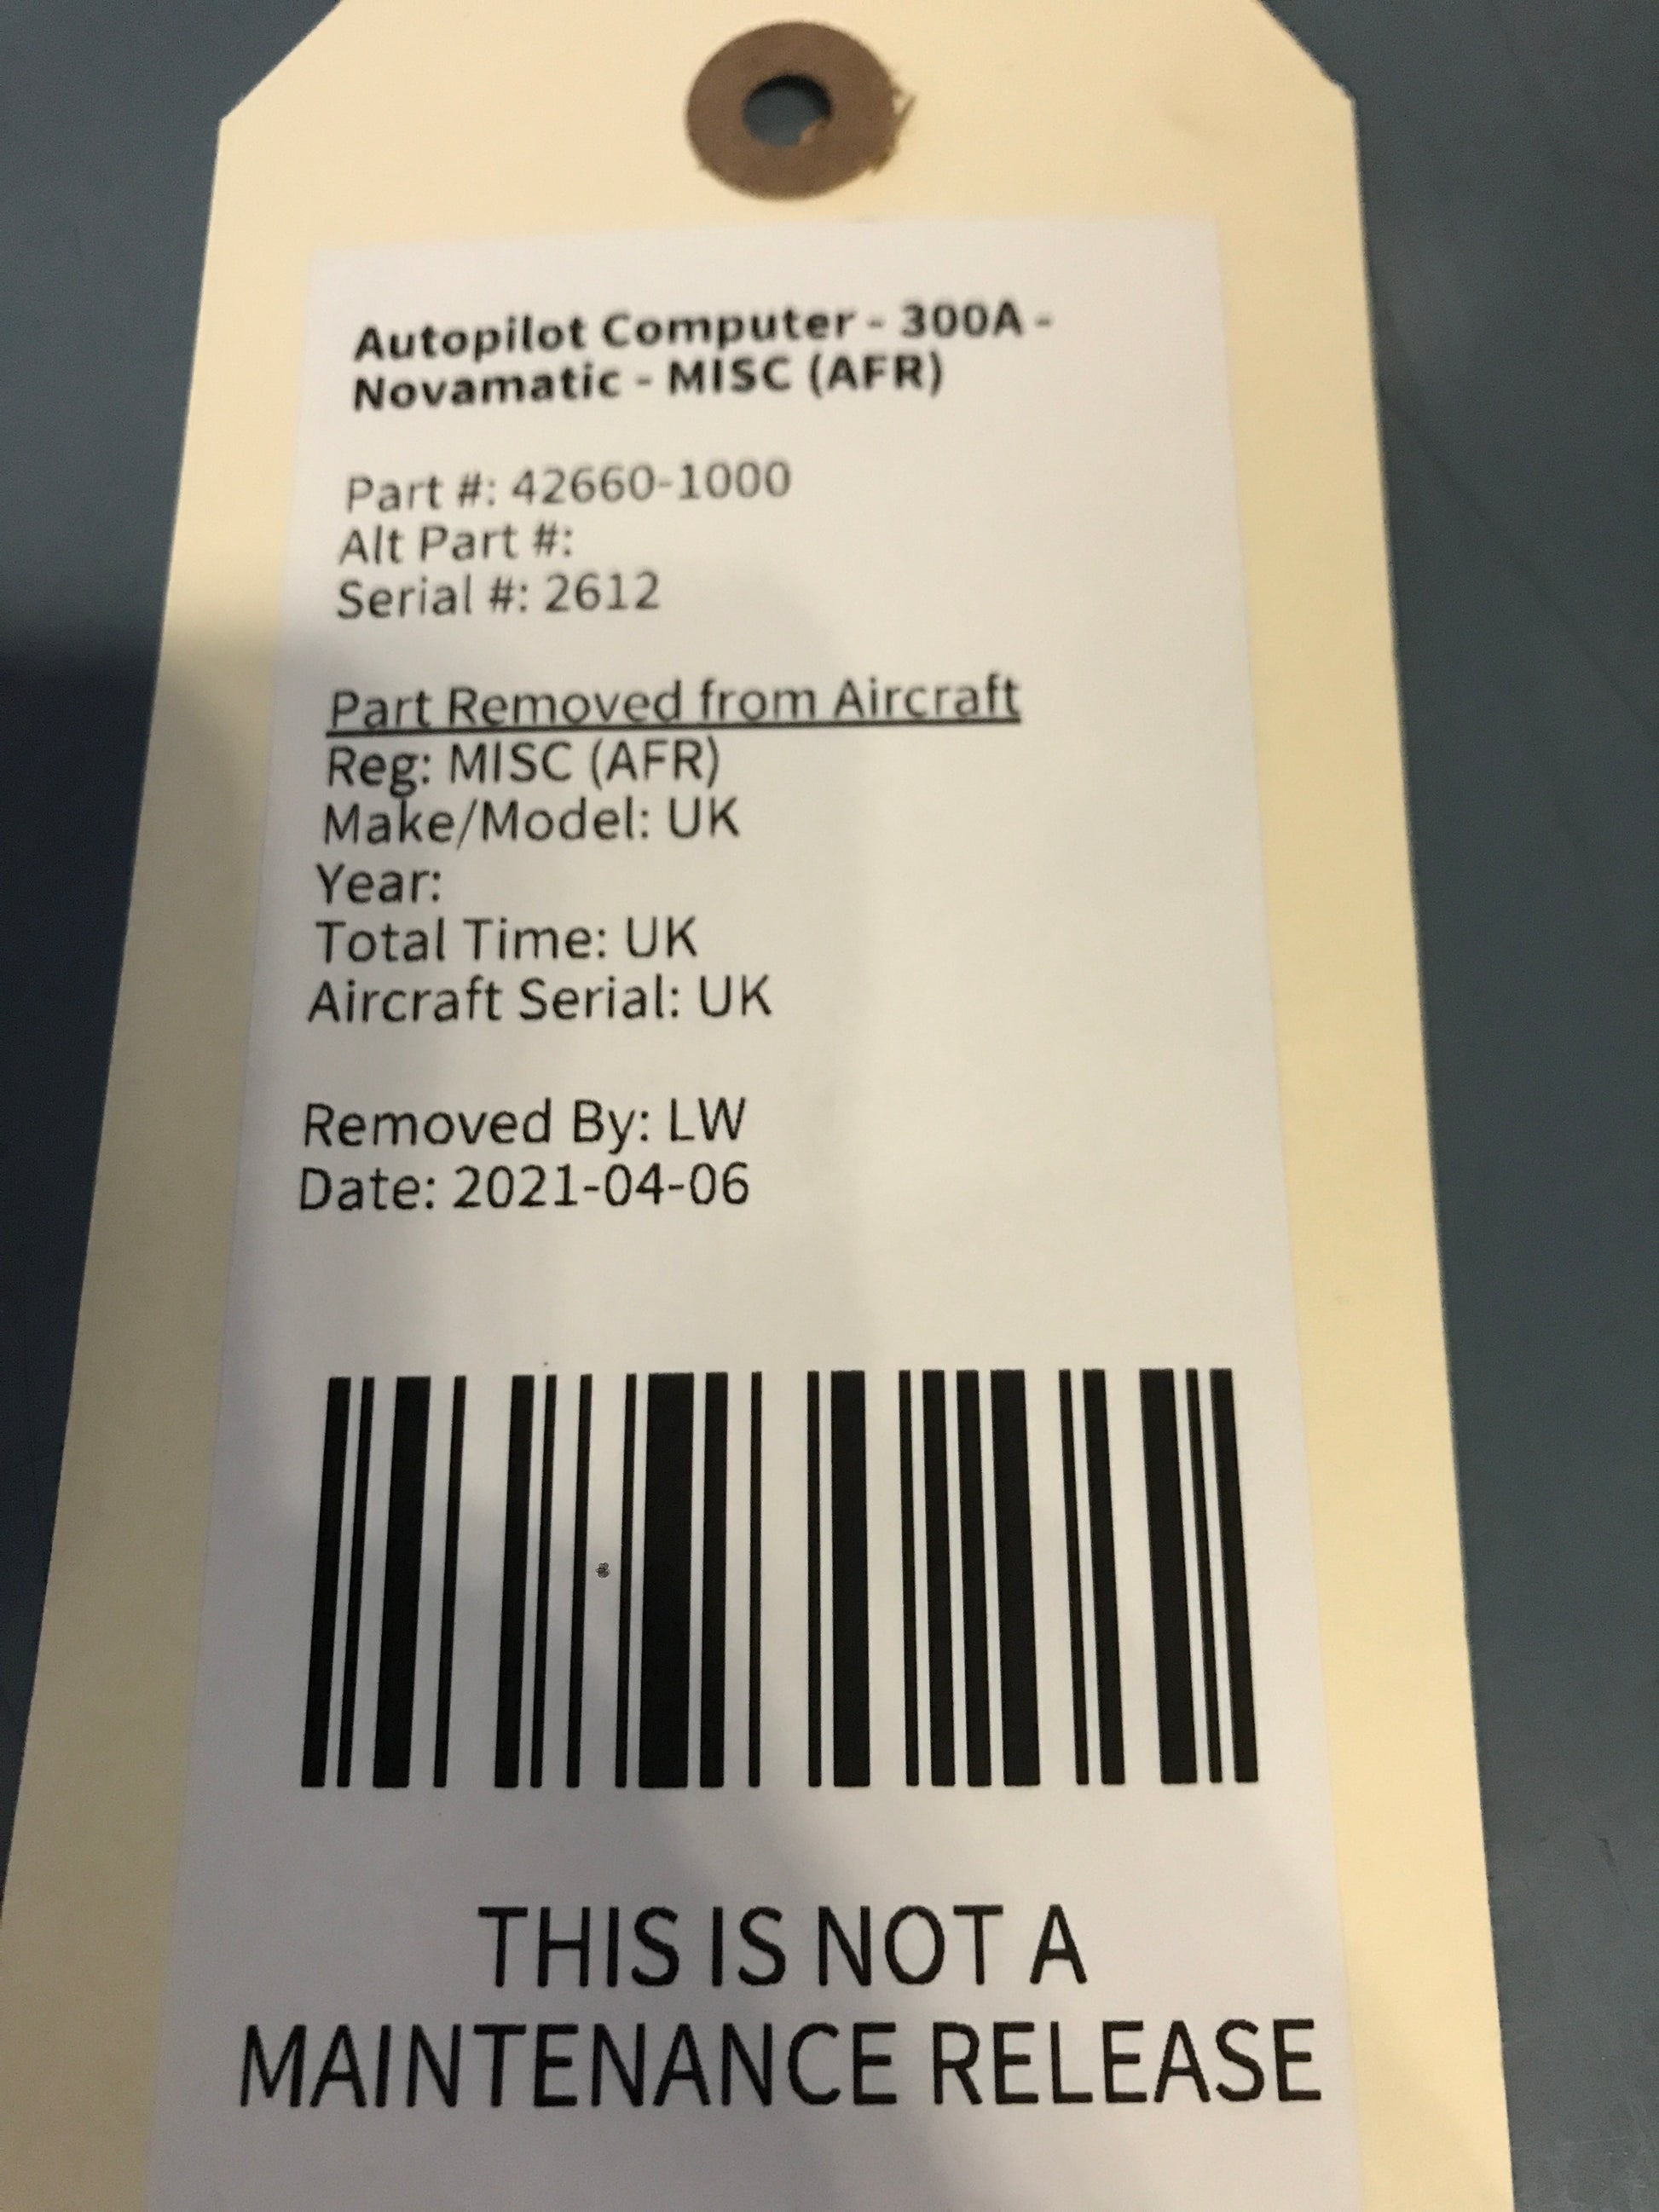 Autopilot Computer - 300A -
Novamatic - MISC (AFR)
Part #: 42660-1000
Alt Part #:
Serial #: 2612
Part Removed from Aircraft
Reg: MISC (AFR)
Make/Model: UK
Year:
Total Time: UK
Aircraft Serial: UK
Removed By: LW
Date: 2021-04-06
THIS IS NOT A
MAINTENANCE RELEASE